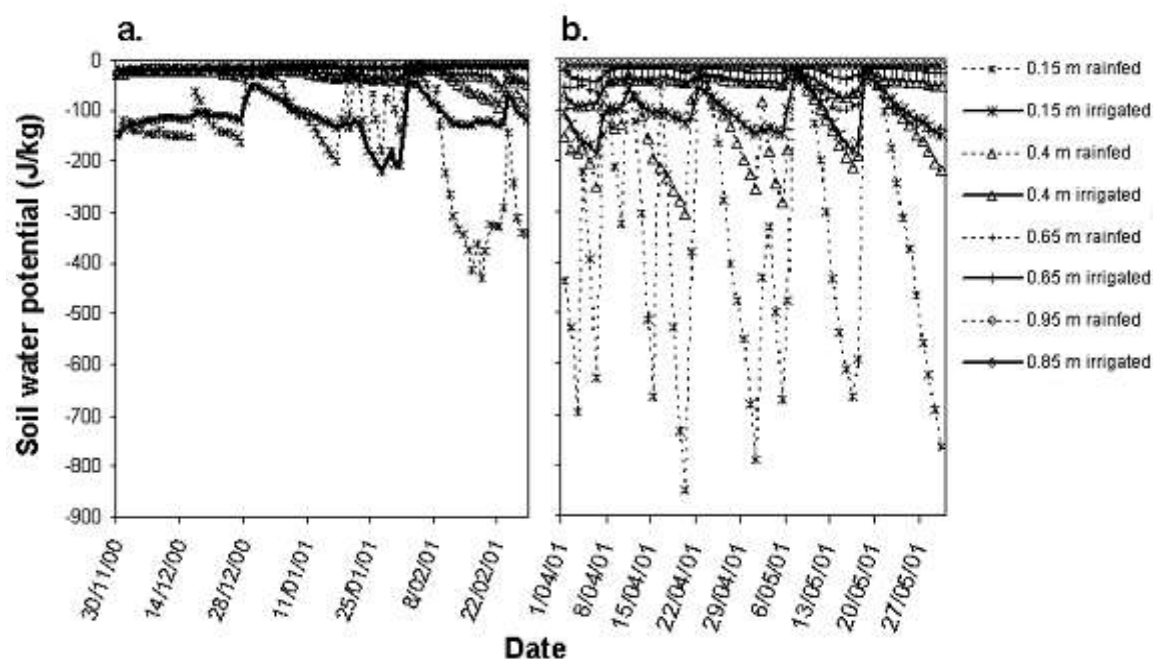 a.
b.
Soil water potential (J/kg)
0
-100
-200
-300
-400
-500
-600
-700
-800
-900
30/11/00
14/12/00
28/12/00
11/01/01
25/01/01
8/02/01
22/02/01
1/04/01
8/04/01
15/04/01
22/04/01
29/04/01
6/05/01
13/05/01
20/05/01
27/05/01
Date
0.15 m rainfed
0.15 m irrigated
0.4 m rainfed
0.4 m irrigated
0.65 m rainfed
0.65 m irrigated
0.95 m rainfed
0.85 m irrigated